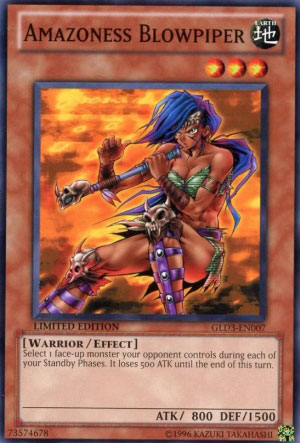 AMAZONESS BLOWPIPER
EARTH
地
LIMITED EDITION
GLD3-EN007
[WARRIOR / EFFECT]
Select 1 face-up monster your opponent controls during each of
your Standby Phases. It loses 500 ATK until the end of this turn.
ATK/ 800 DEF/1500
73574678
©1996 KAZUKI TAKAHASHI